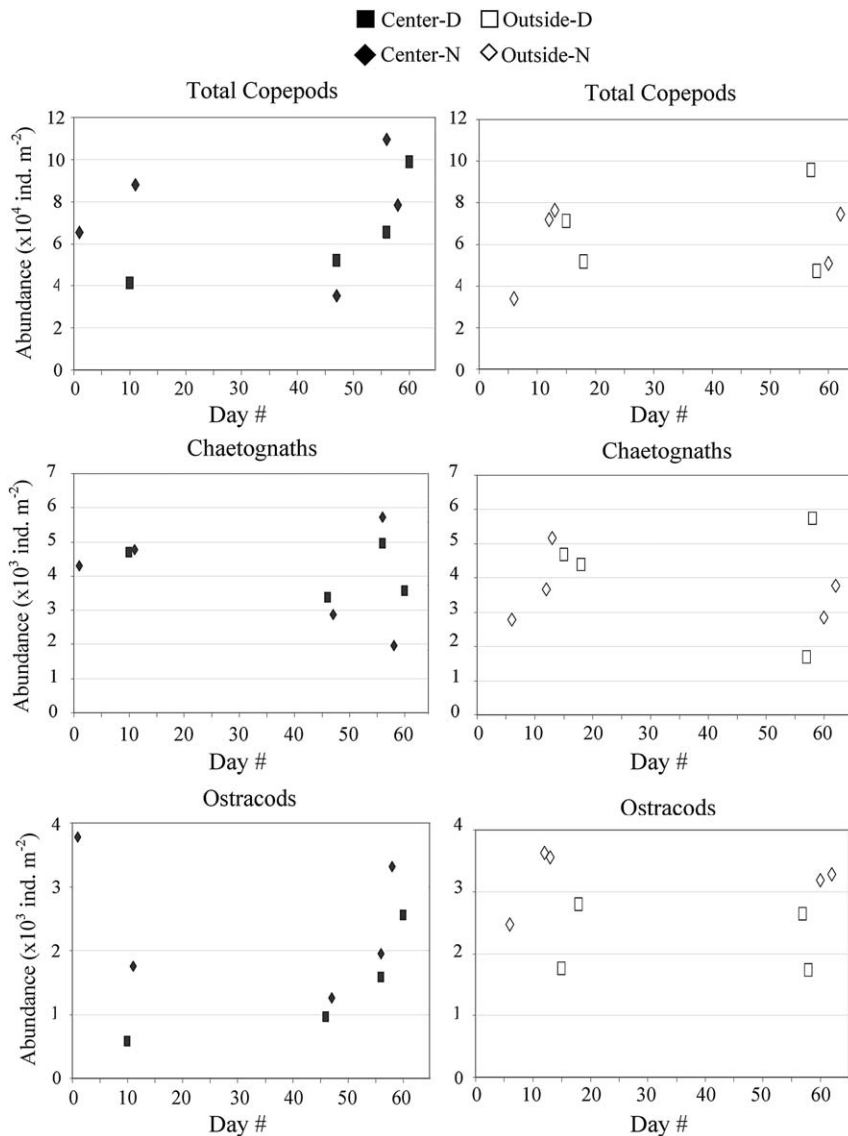 ■ Center-D □ Outside-D
◆ Center-N ◇ Outside-N
Total Copepods
Abundance (x10⁴ ind. m⁻²)
12
10
8
6
4
2
0
0 10 20 30 40 50 60
Day #
Total Copepods
12
10
8
6
4
2
0
0 10 20 30 40 50 60
Day #
Chaetognaths
Abundance (x10³ ind. m⁻²)
7
6
5
4
3
2
1
0
0 10 20 30 40 50 60
Day #
Chaetognaths
7
6
5
4
3
2
1
0
0 10 20 30 40 50 60
Day #
Ostracods
Abundance (x10³ ind. m⁻²)
4
3
2
1
0
0 10 20 30 40 50 60
Day #
Ostracods
4
3
2
1
0
0 10 20 30 40 50 60
Day #